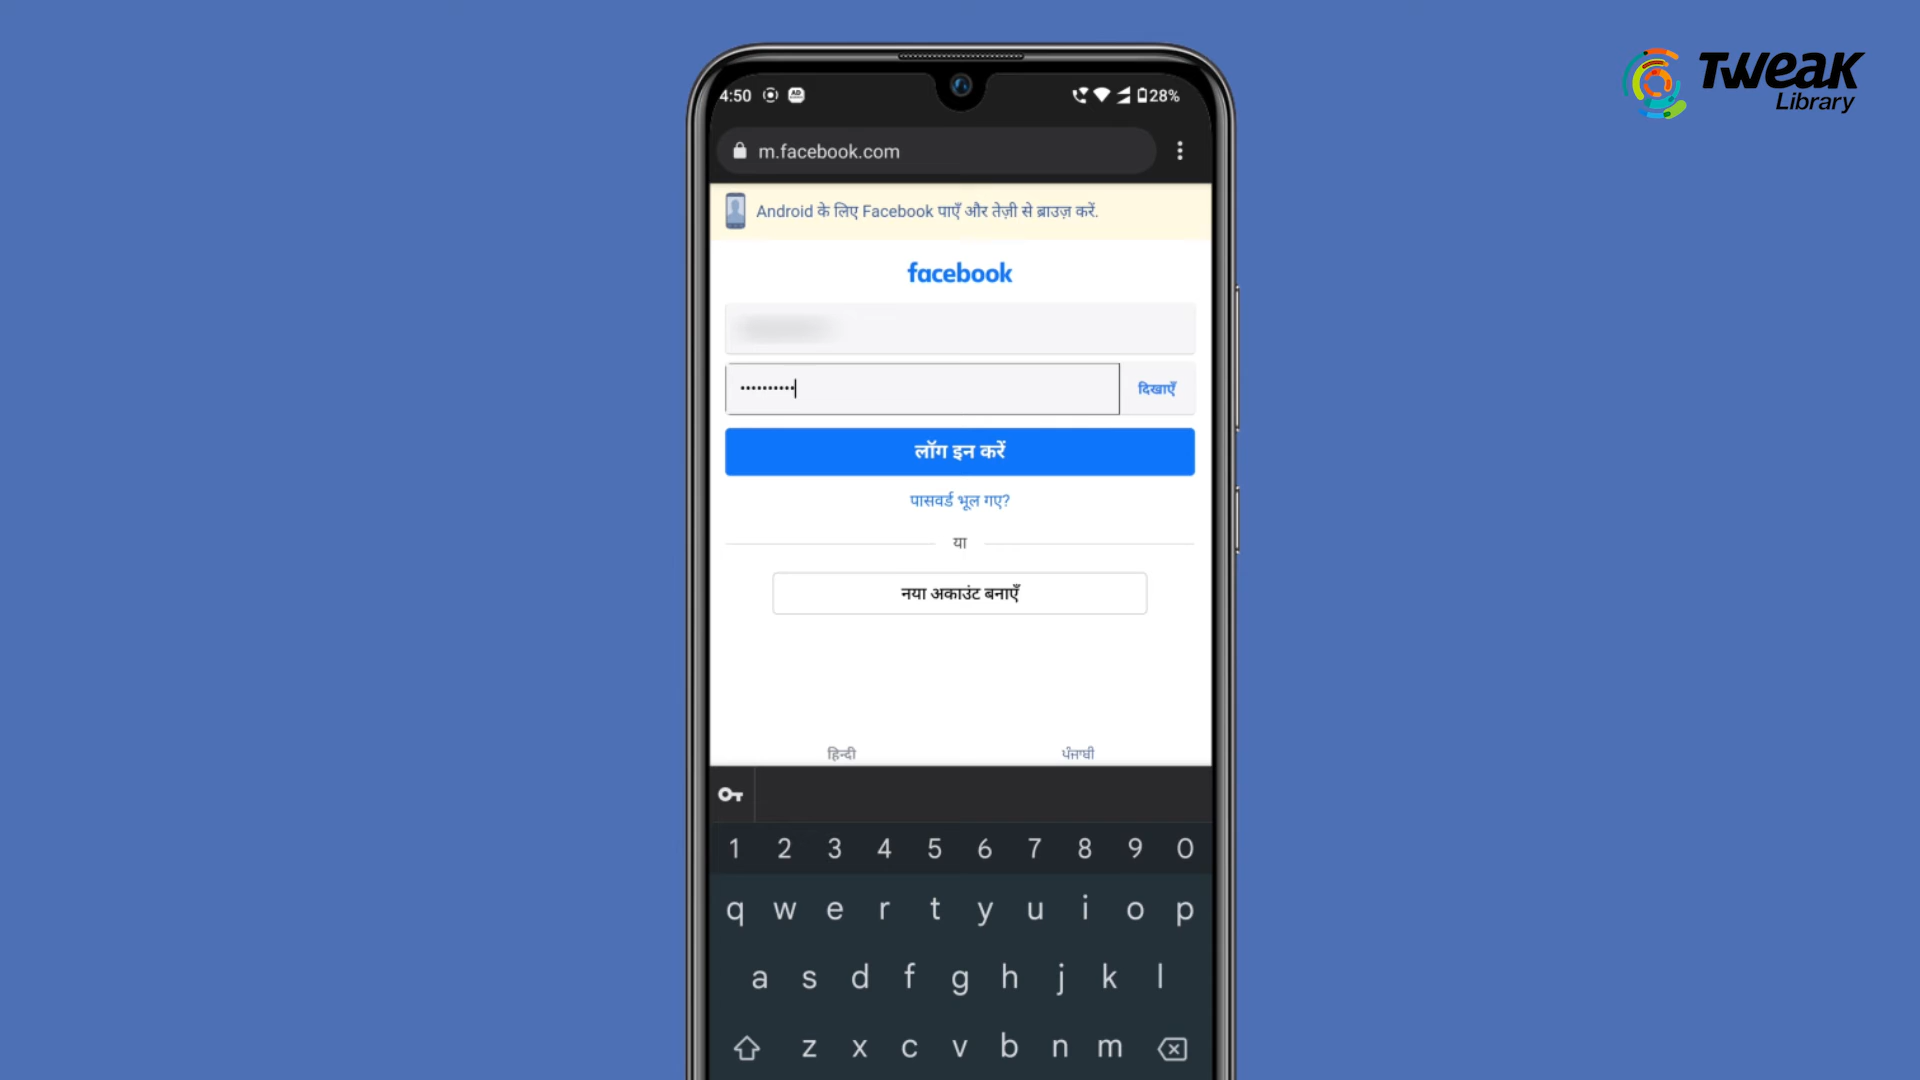 TWEAK
Library
4:50 AD 28%
m.facebook.com
Android के लिए Facebook पाएँ और तेज़ी से ब्राउज़ करें.
facebook
••••••••••
दिखाएँ
लॉग इन करें
पासवर्ड भूल गए?
या
नया अकाउंट बनाएँ
हिन्दी ਪੰਜਾਬੀ
1 2 3 4 5 6 7 8 9 0
q w e r t y u i o p
a s d f g h j k l
z x c v b n m